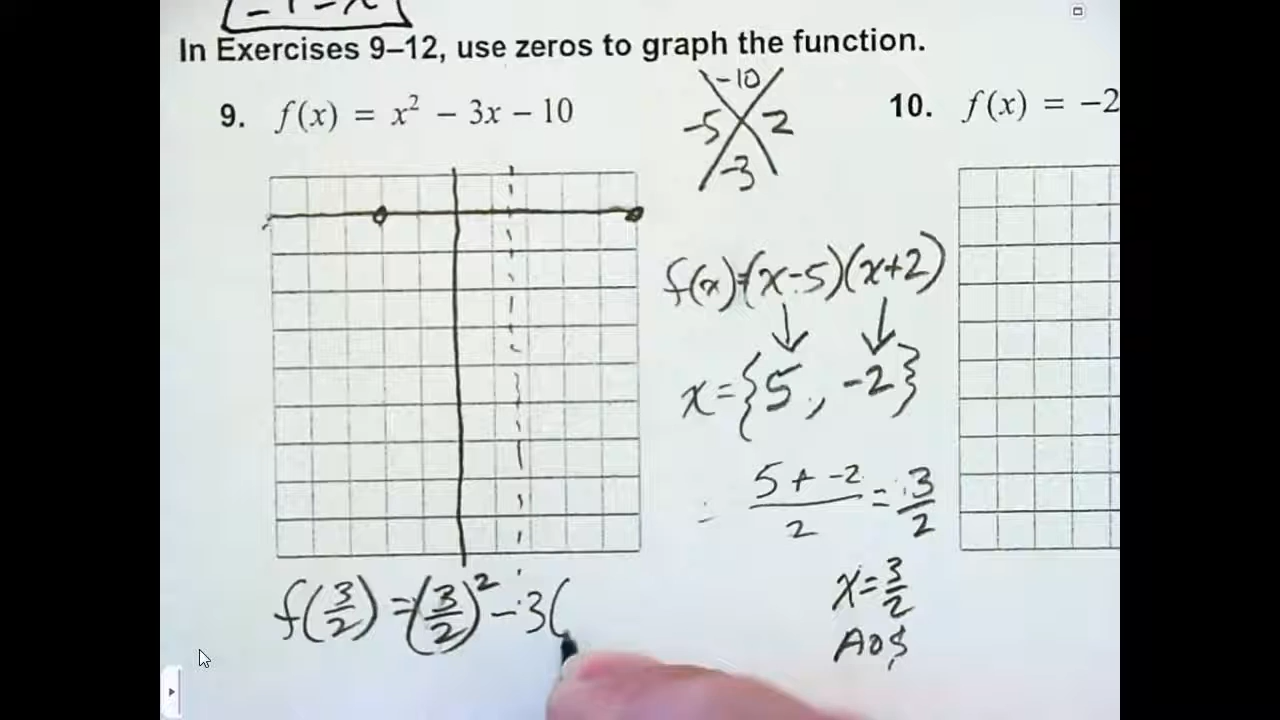 In Exercises 9–12, use zeros to graph the function.
9. f(x) = x² − 3x − 10
-10
-5 2
-3
10. f(x) = −2
f(x)=(x-5)(x+2)
x={5, -2}
5 + -2 / 2 = 3/2
x = 3/2
AOS
f(3/2) = (3/2)² - 3(